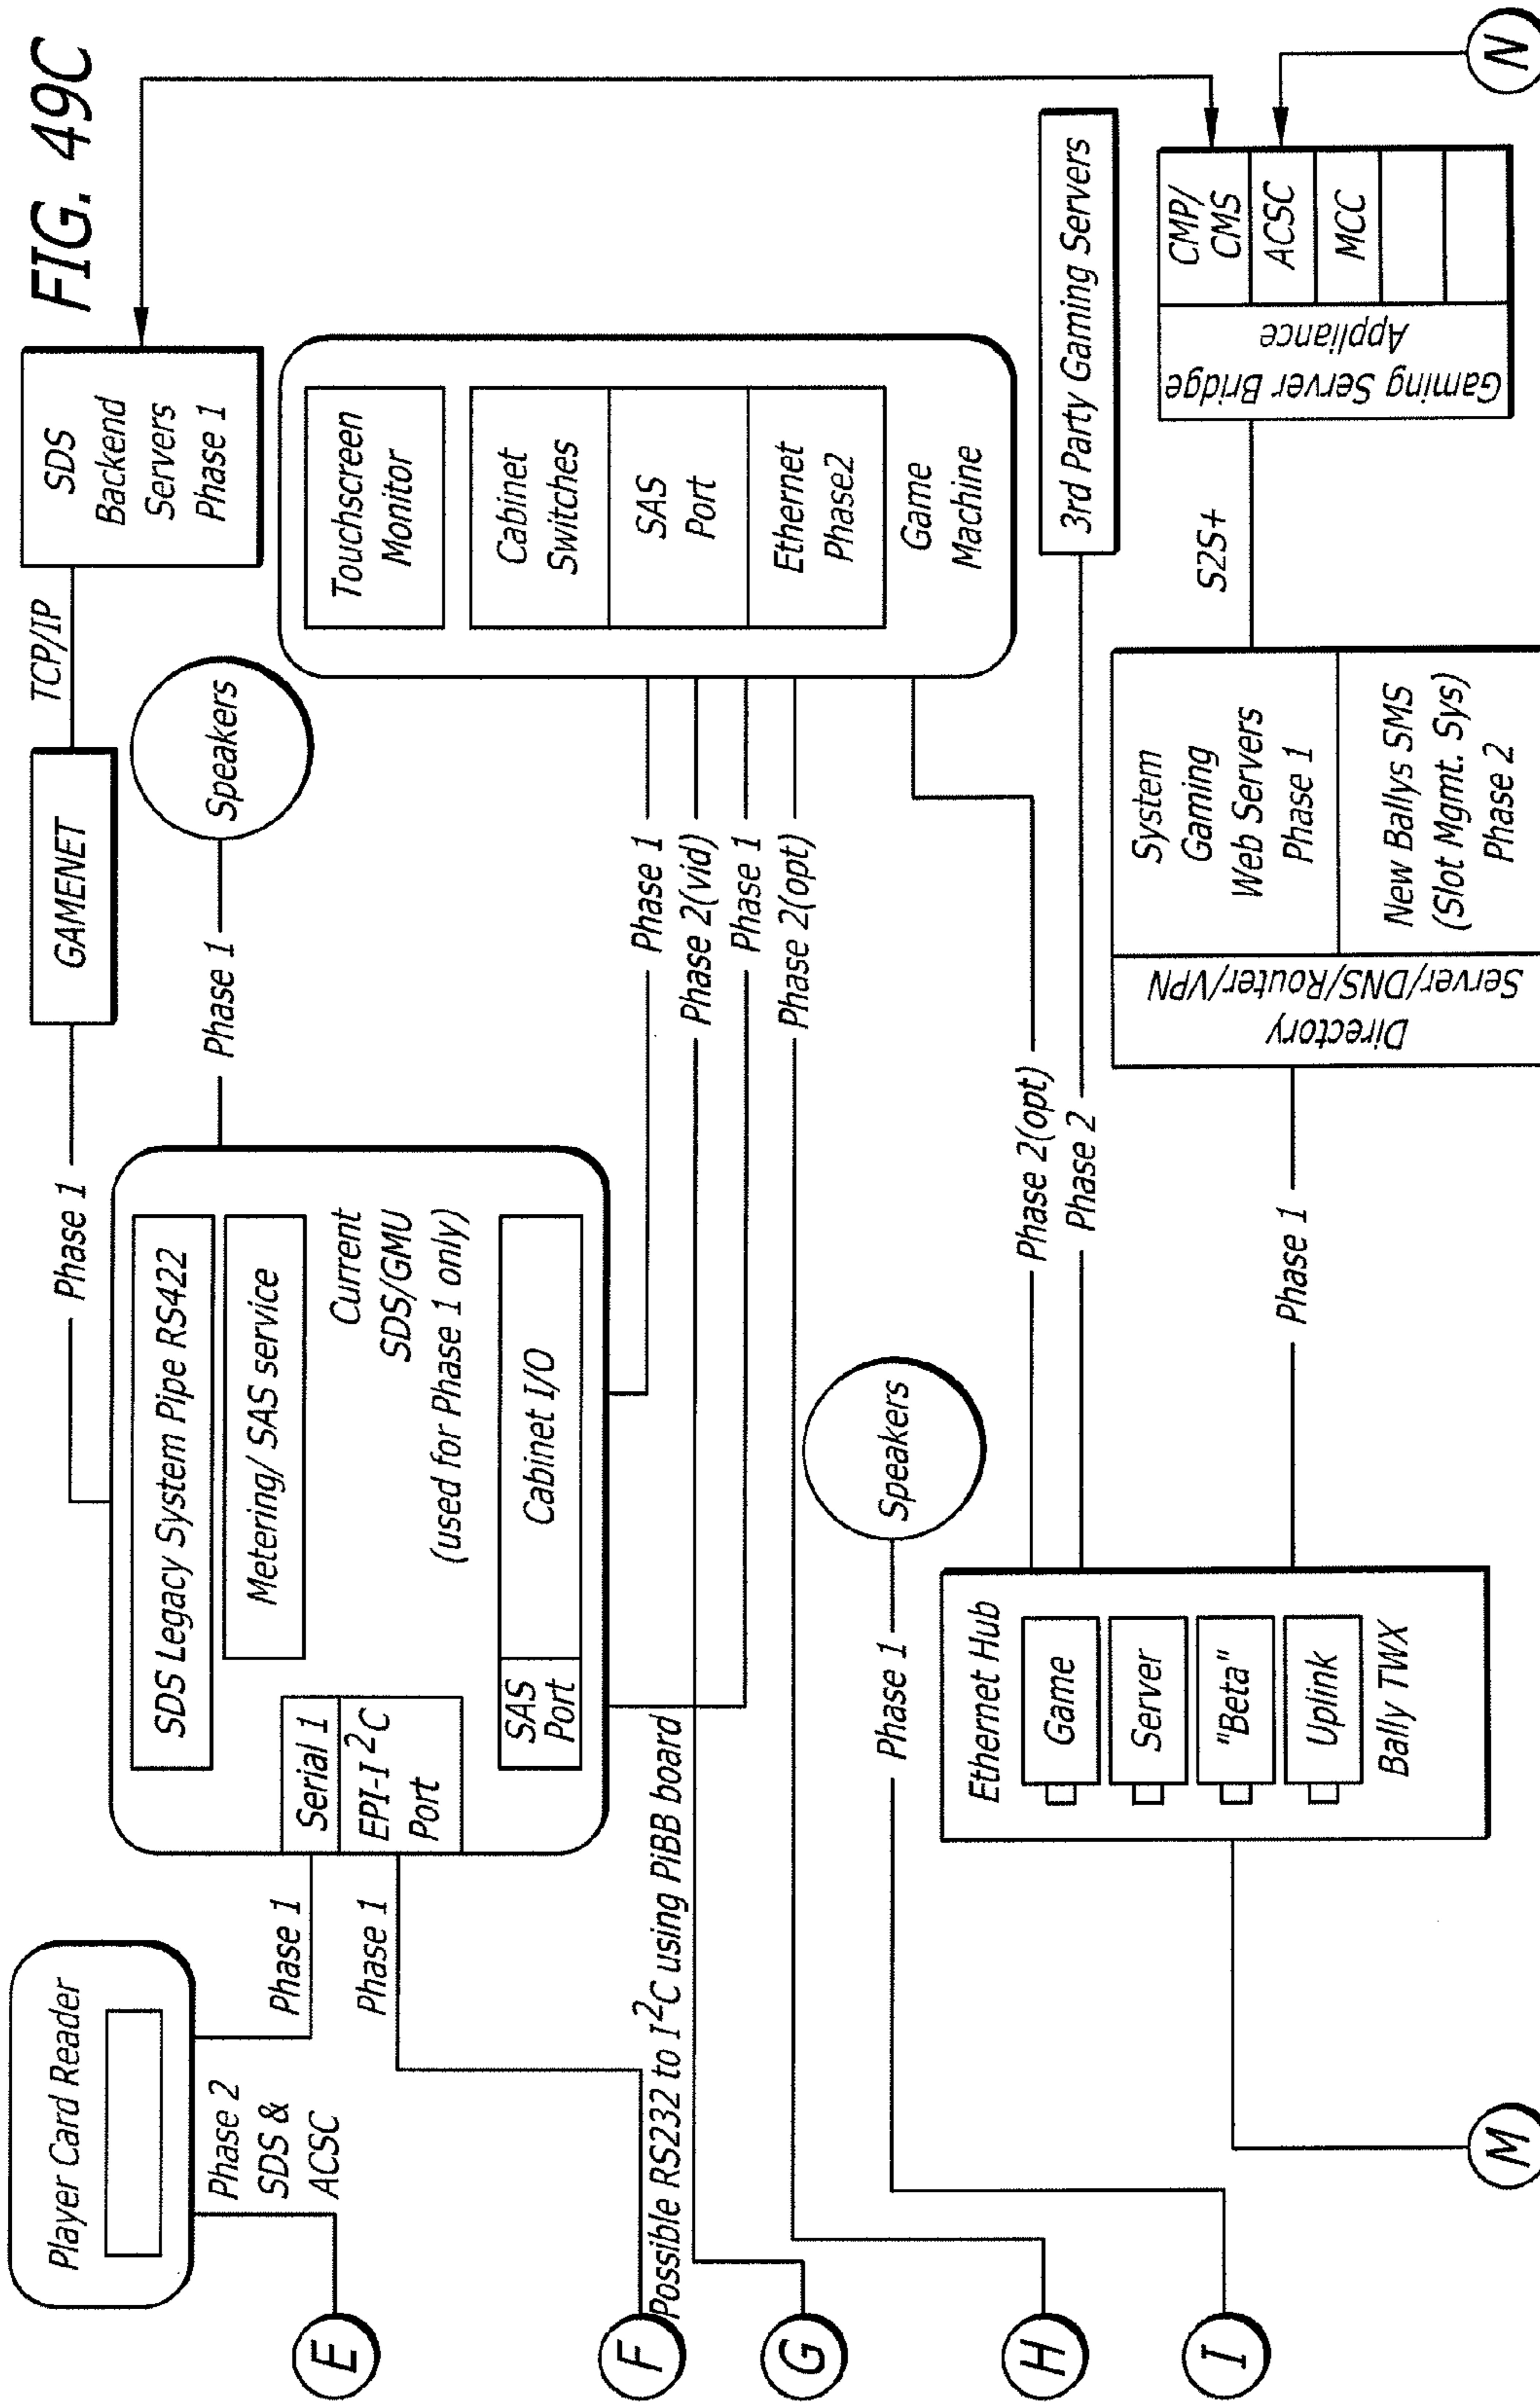 FIG. 49C
Player Card Reader
Phase 2
SDS &
ACSC
E
Phase 1
Phase 1
F
Possible RS232 to I²C using PiBB board
G
H
I
M
N
SDS Legacy System Pipe RS422
Metering/ SAS service
Serial 1
EPI-I²C
Port
Current
SDS/GMU
(used for Phase 1 only)
SAS
Port
Cabinet I/O
Phase 1
GAMENET
TCP/IP
SDS
Backend
Servers
Phase 1
Phase 1
Speakers
Touchscreen
Monitor
Cabinet
Switches
SAS
Port
Ethernet
Phase2
Game
Machine
Phase 1
Phase 2(vid)
Phase 1
Phase 2(opt)
Phase 1
Speakers
Phase 2(opt)
Phase 2
3rd Party Gaming Servers
Ethernet Hub
Game
Server
"Beta"
Uplink
Bally TWX
Phase 1
Directory
Server/DNS/Router/VPN
System
Gaming
Web Servers
Phase 1
New Ballys SMS
(Slot Mgmt. Sys)
Phase 2
S2S+
Gaming Server Bridge
Appliance
CMP/
CMS
ACSC
MCC